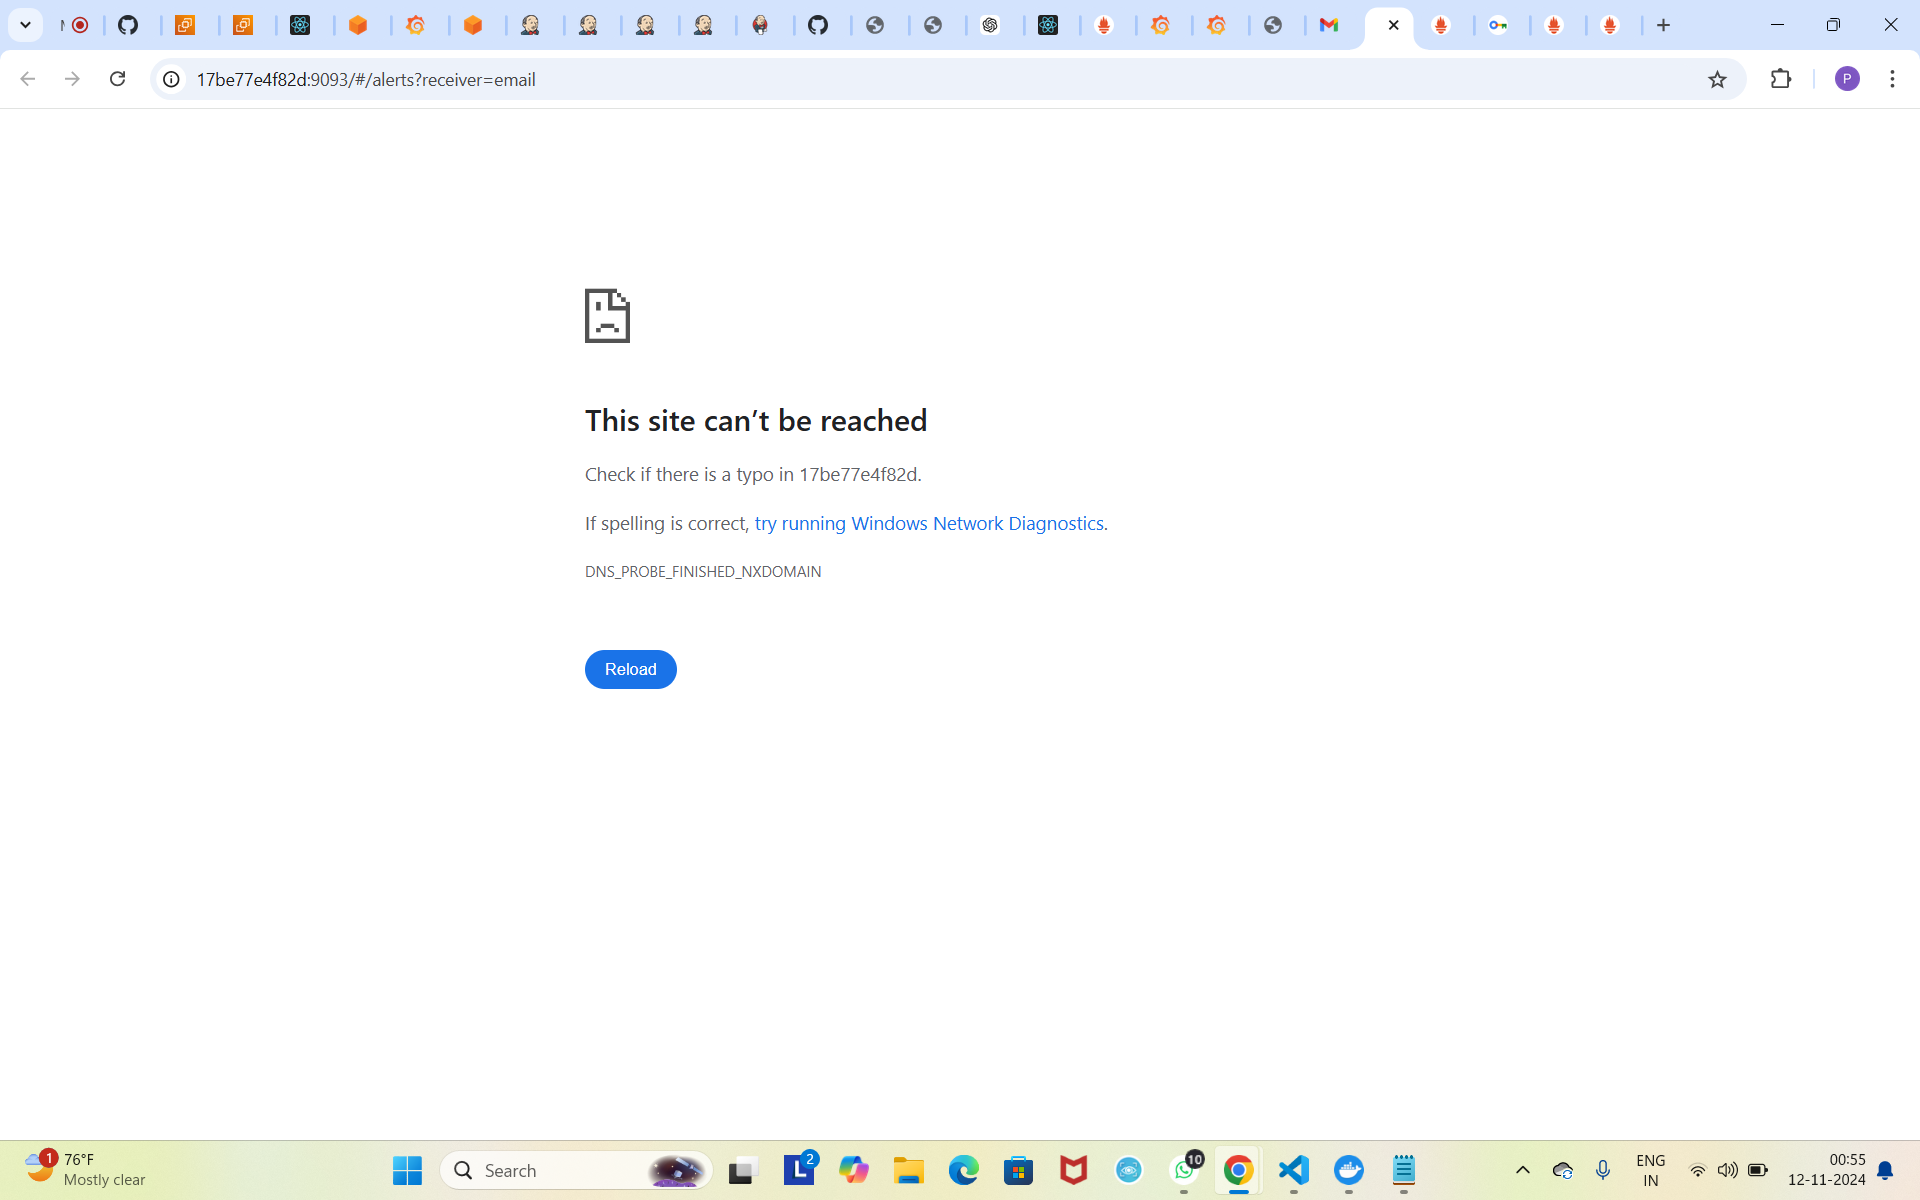 17be77e4f82d:9093/#/alerts?receiver=email
P
This site can’t be reached
Check if there is a typo in 17be77e4f82d.
If spelling is correct, try running Windows Network Diagnostics.
DNS_PROBE_FINISHED_NXDOMAIN
Reload
1
76°F
Mostly clear
Search
L
2
10
ENG
IN
00:55
12-11-2024